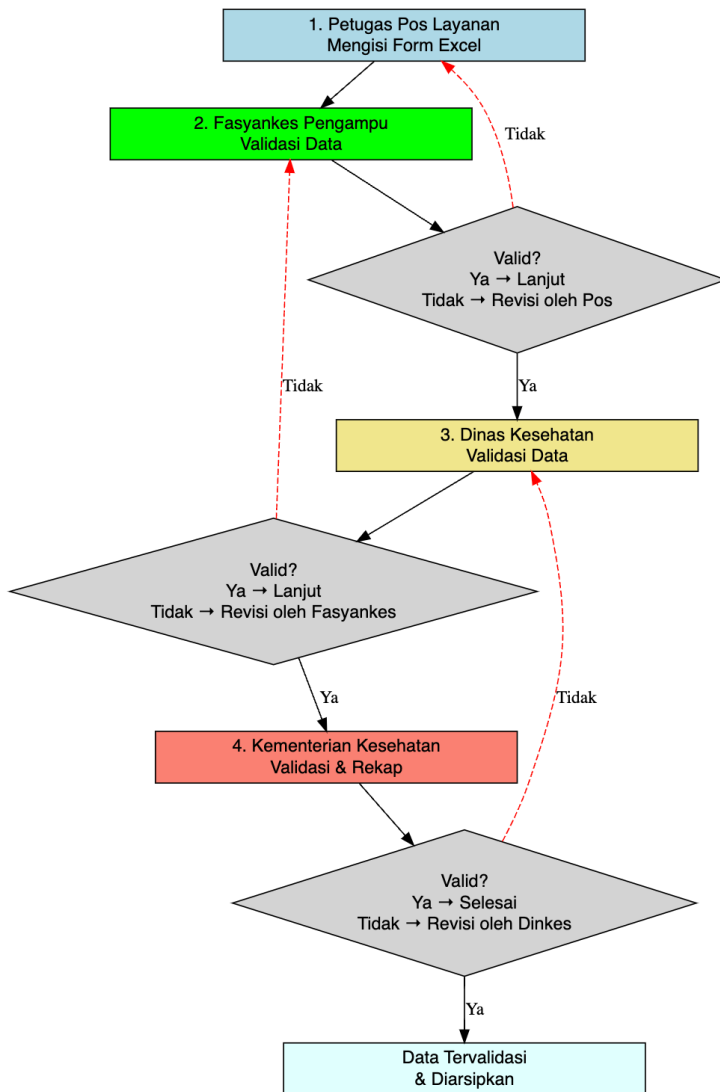 1. Petugas Pos Layanan
Mengisi Form Excel
2. Fasyankes Pengampu
Validasi Data
Tidak
Valid?
Ya → Lanjut
Tidak → Revisi oleh Pos
Ya
Tidak
3. Dinas Kesehatan
Validasi Data
Valid?
Ya → Lanjut
Tidak → Revisi oleh Fasyankes
Ya
Tidak
4. Kementerian Kesehatan
Validasi & Rekap
Valid?
Ya → Selesai
Tidak → Revisi oleh Dinkes
Ya
Data Tervalidasi
& Diarsipkan